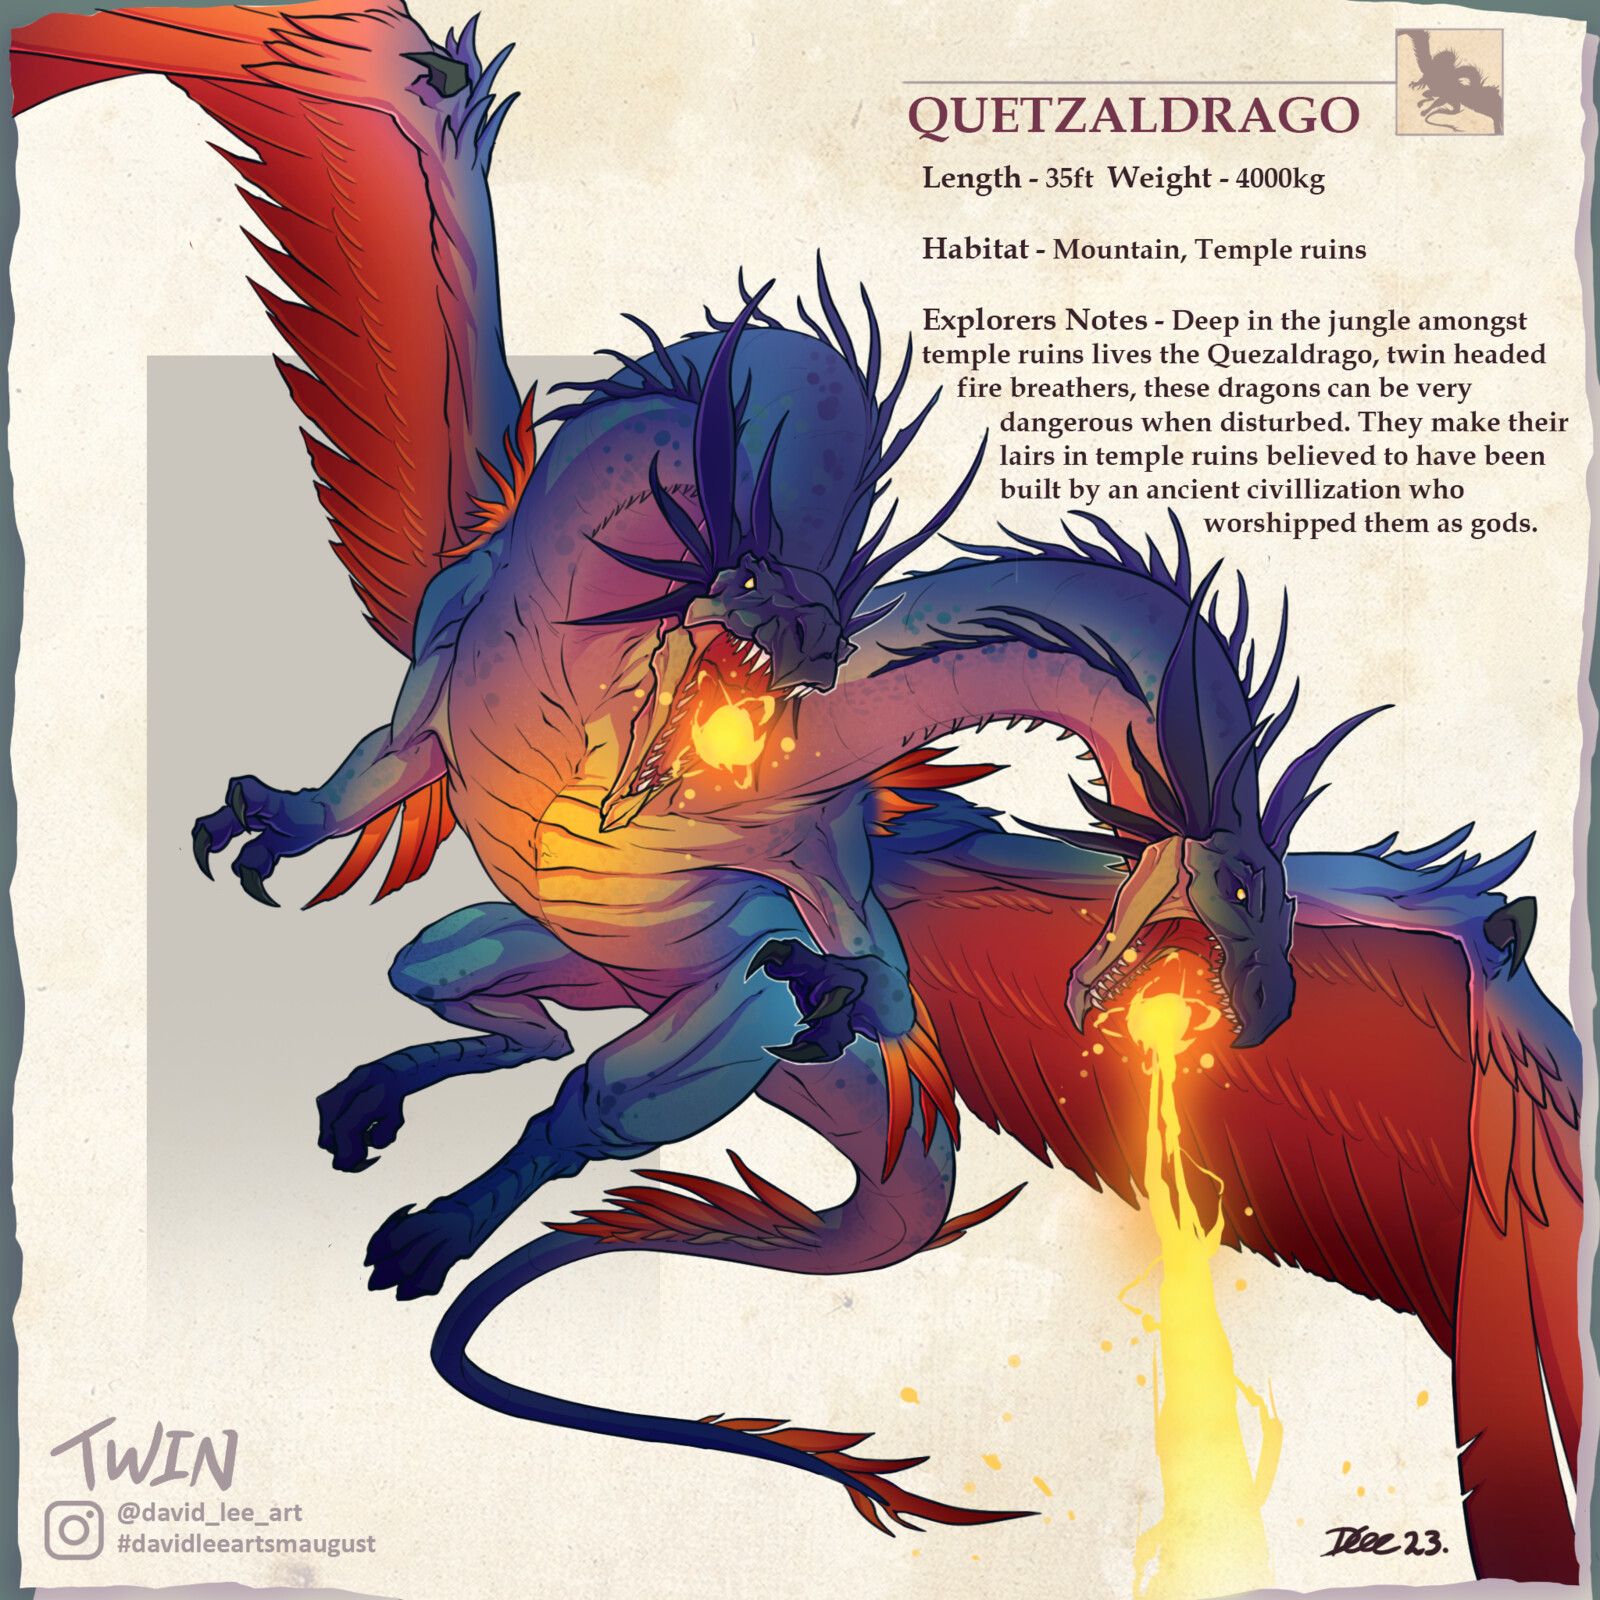 QUETZALDRAGO
Length - 35ft Weight - 4000kg
Habitat - Mountain, Temple ruins
Explorers Notes - Deep in the jungle amongst
temple ruins lives the Quezaldrago, twin headed
fire breathers, these dragons can be very
dangerous when disturbed. They make their
lairs in temple ruins believed to have been
built by an ancient civillization who
worshipped them as gods.
TWIN
@david_lee_art
#davidleeartsmaugust
DLee 23.